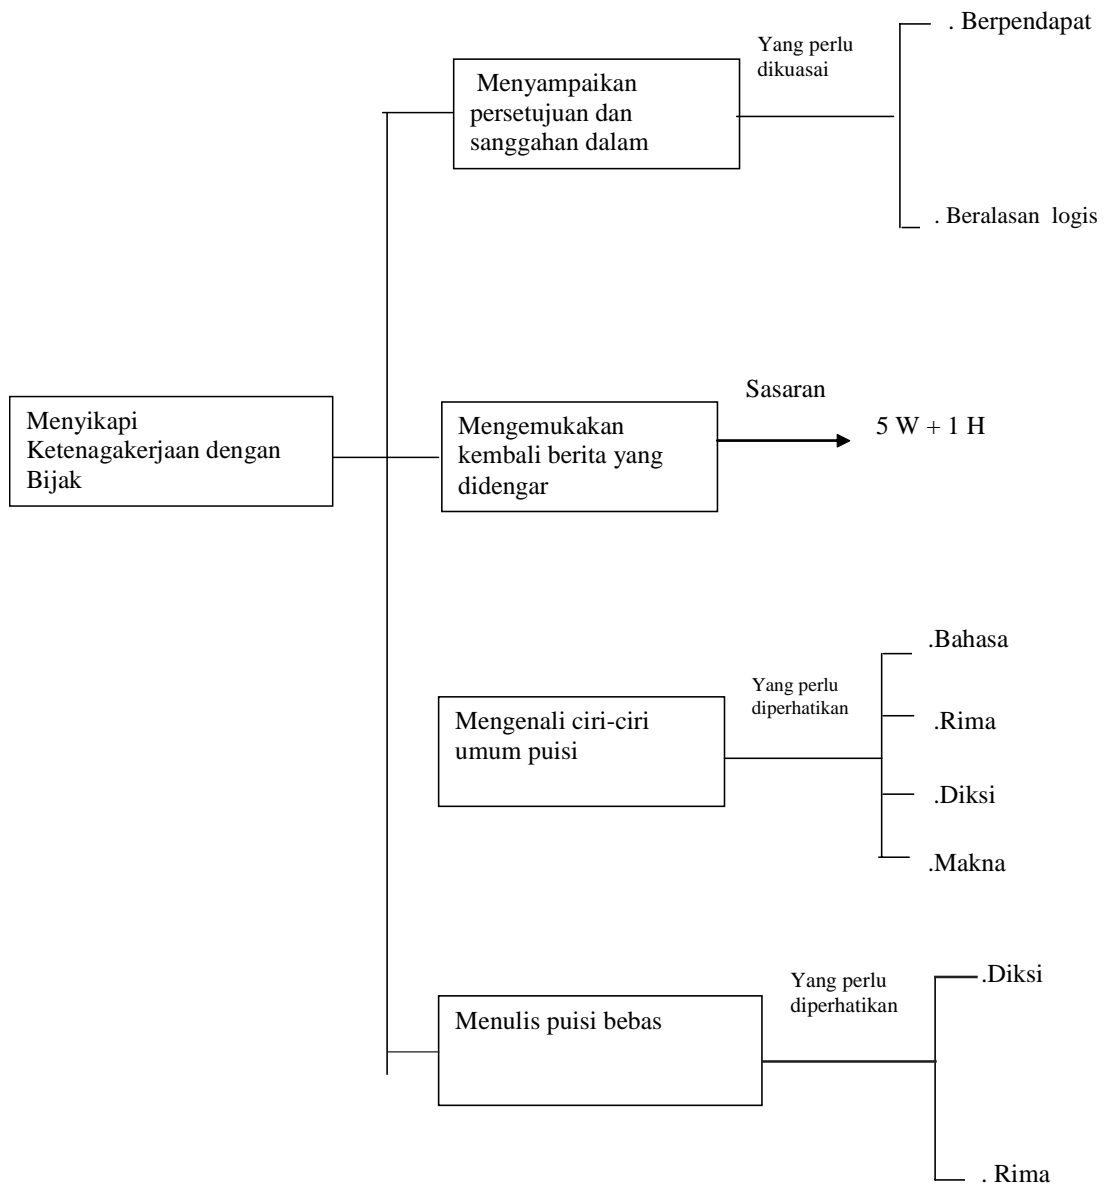 . Berpendapat
Yang perlu
dikuasai
Menyampaikan
persetujuan dan
sanggahan dalam
. Beralasan logis
Sasaran
5 W + 1 H
Menyikapi
Ketenagakerjaan dengan
Bijak
Mengemukakan
kembali berita yang
didengar
.Bahasa
Yang perlu
diperhatikan
Mengenali ciri-ciri
umum puisi
.Rima
.Diksi
.Makna
.Diksi
Yang perlu
diperhatikan
Menulis puisi bebas
. Rima